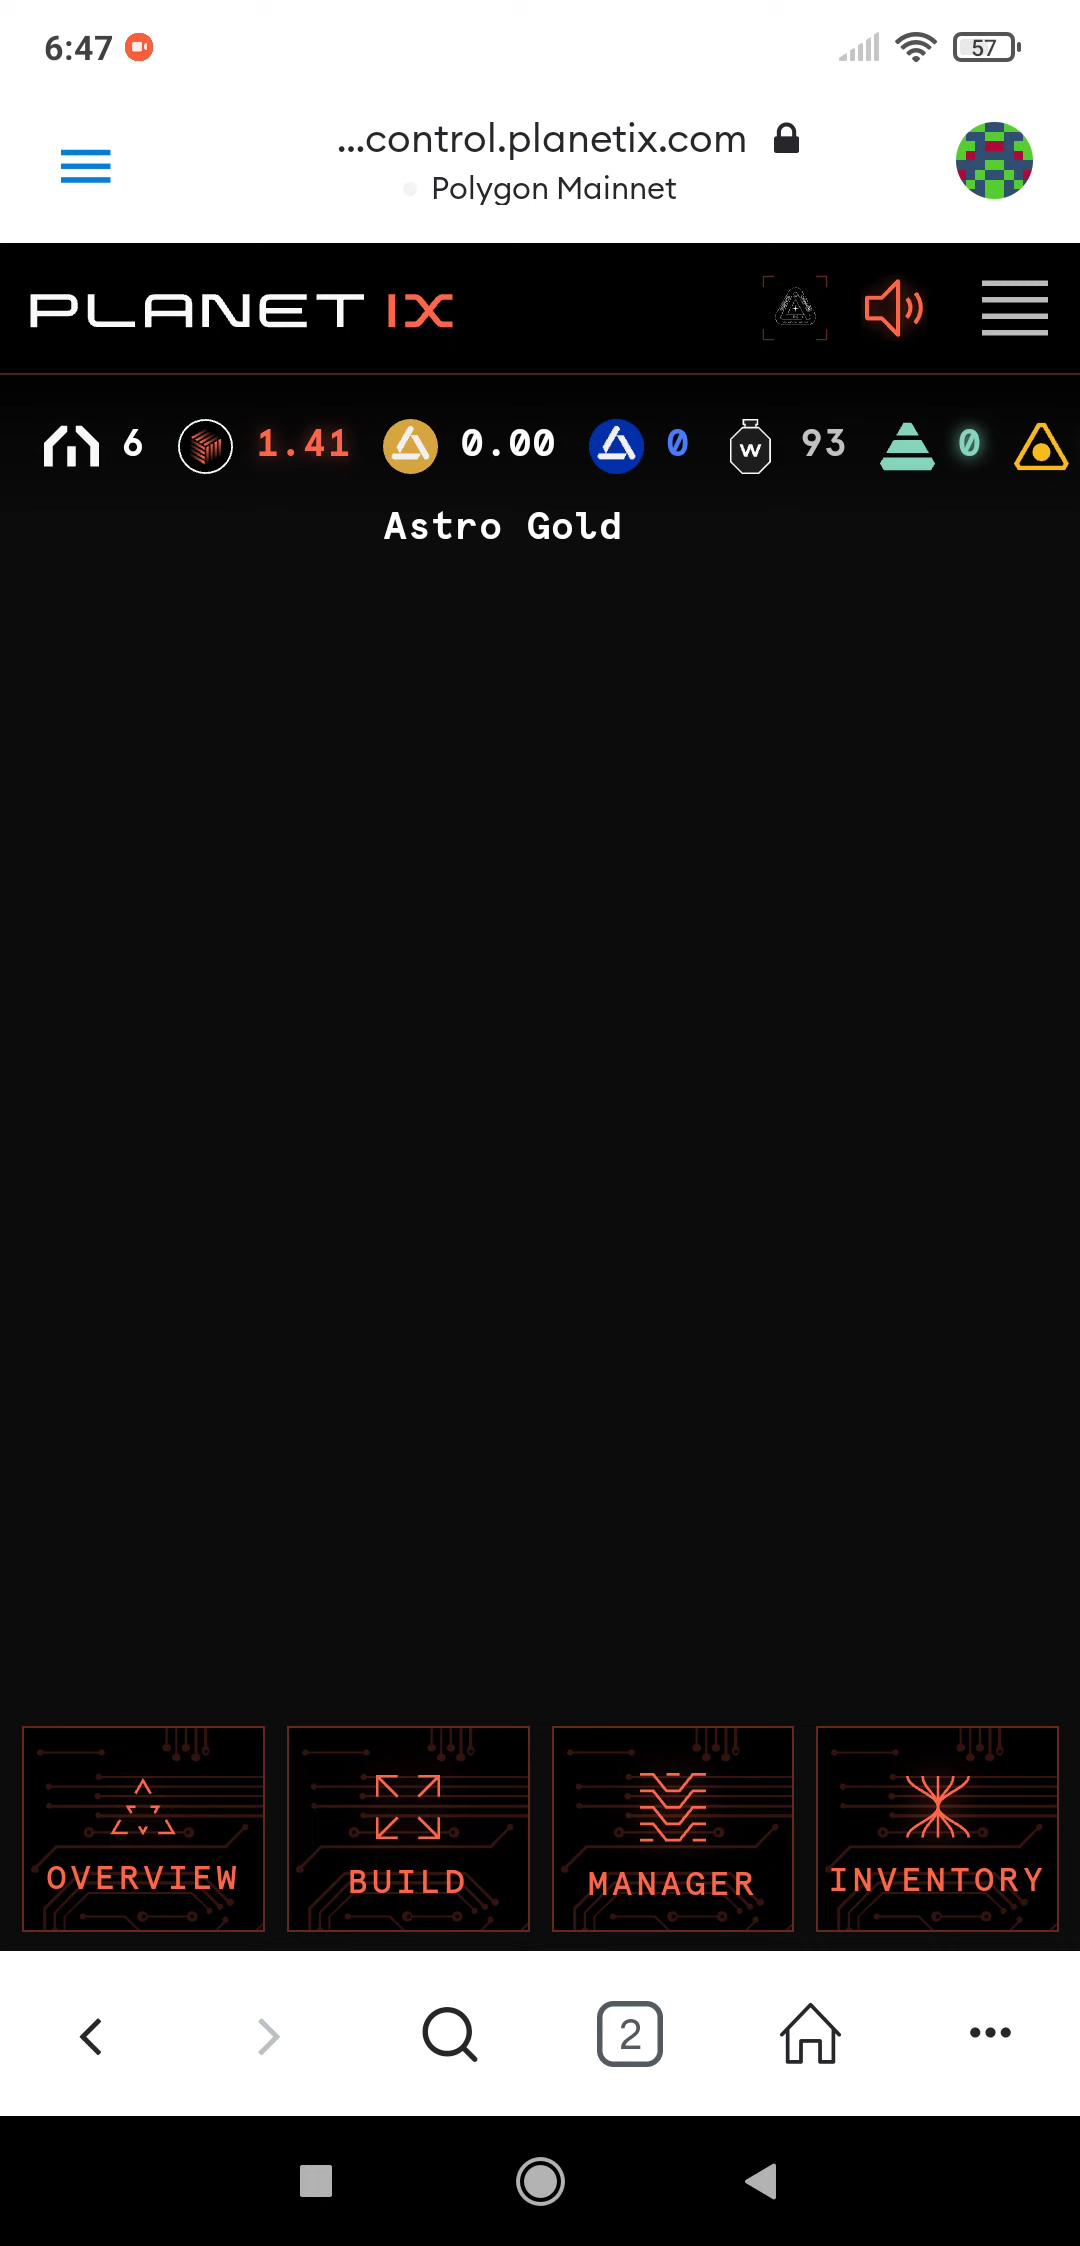 6:47
57
...control.planetix.com
Polygon Mainnet
PLANET IX
6 1.41 0.00 0 W 93 0
Astro Gold
OVERVIEW BUILD MANAGER INVENTORY
2